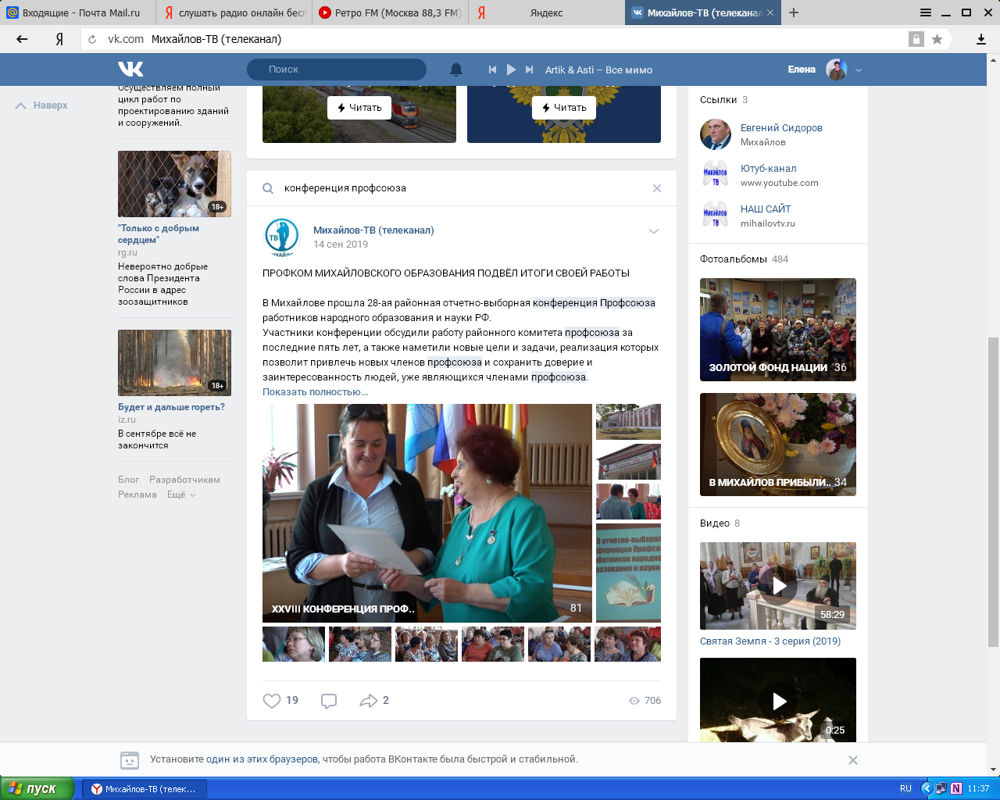 Входящие - Почта Mail.ru
слушать радио онлайн бесп
Ретро FM (Москва 88,3 FM)
Яндекс
Михайлов-ТВ (телеканал
vk.com Михайлов-ТВ (телеканал)
Поиск
Artik & Asti – Все мимо
Елена
Наверх
Осуществляем полный
цикл работ по
проектированию зданий
и сооружений.
18+
"Только с добрым
сердцем"
rg.ru
Невероятно добрые
слова Президента
России в адрес
зоозащитников
18+
Будет и дальше гореть?
iz.ru
В сентябре всё не
закончится
Блог Разработчикам
Реклама Ещё
Читать
Читать
конференция профсоюза
ТВ
Михайлов-ТВ (телеканал)
14 сен 2019
ПРОФКОМ МИХАЙЛОВСКОГО ОБРАЗОВАНИЯ ПОДВЁЛ ИТОГИ СВОЕЙ РАБОТЫ
В Михайлове прошла 28-ая районная отчетно-выборная конференция Профсоюза
работников народного образования и науки РФ.
Участники конференции обсудили работу районного комитета профсоюза за
последние пять лет, а также наметили новые цели и задачи, реализация которых
позволит привлечь новых членов профсоюза и сохранить доверие и
заинтересованность людей, уже являющихся членами профсоюза.
Показать полностью…
XXVIII КОНФЕРЕНЦИЯ ПРОФ.. 81
8 отчетно-выборна
ференция Профсо
аботников народно
разования и науки
19
2
706
Ссылки 3
Евгений Сидоров
Михайлов
Михайлов
ТВ
Ютуб-канал
www.youtube.com
Михайлов
ТВ
НАШ САЙТ
mihailovtv.ru
Фотоальбомы 484
ЗОЛОТОЙ ФОНД НАЦИИ 36
В МИХАЙЛОВ ПРИБЫЛИ.. 34
Видео 8
58:29
Святая Земпя - 3 серия (2019)
0:25
Установите один из этих браузеров, чтобы работа ВКонтакте была быстрой и стабильной.
пуск
Михайлов-ТВ (телек...
RU
11:37